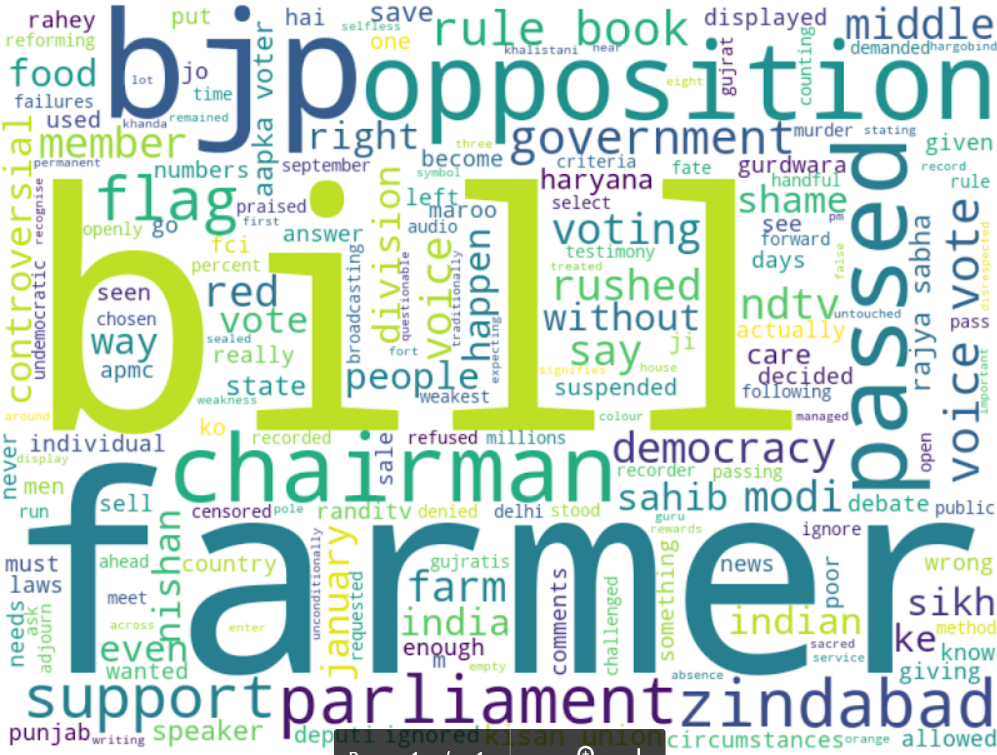 rahey put hai save rule book displayed middle
reforming selfless one khalistani near demanded hargobind
bjp opposition
food lot jo aapka voter gujrat counting
failures time
used khanda remained right government murder stating given
member three
controversial permanent numbers september become criteria fate gurdwara passed record
recognise flag praised symbol left haryana handful rule
division maroo select shame pm
openly go first answer audio voting see rajya sabha
fci voice questionable traditionally happen testimony forward false voice vote disrespected
undemocratic percent broadcasting treated days
bill
seen red rushed ndtv untouched
chosen vote without actually pass
way sealed expecting say ji care
apmc really fort house decided important
state people signifies suspended following
weakness weakest
around colour managed
individual ko recorded refused millions democracy
never display chairman sale recorder passing open
men sell sahib modi debate
run censored pole randitv denied delhi stood guru public
farmer
must nishan unconditionally january rewards ignore
laws ahead country gujratis something news poor wrong
needs meet requested farm comments challenged sikh
ask adjourn across enter india indian method
even enough sacred ke know
wanted m empty service giving
support parliament absence zindabad
punjab writing speaker deputi ignored kisan union circumstances orange allowed